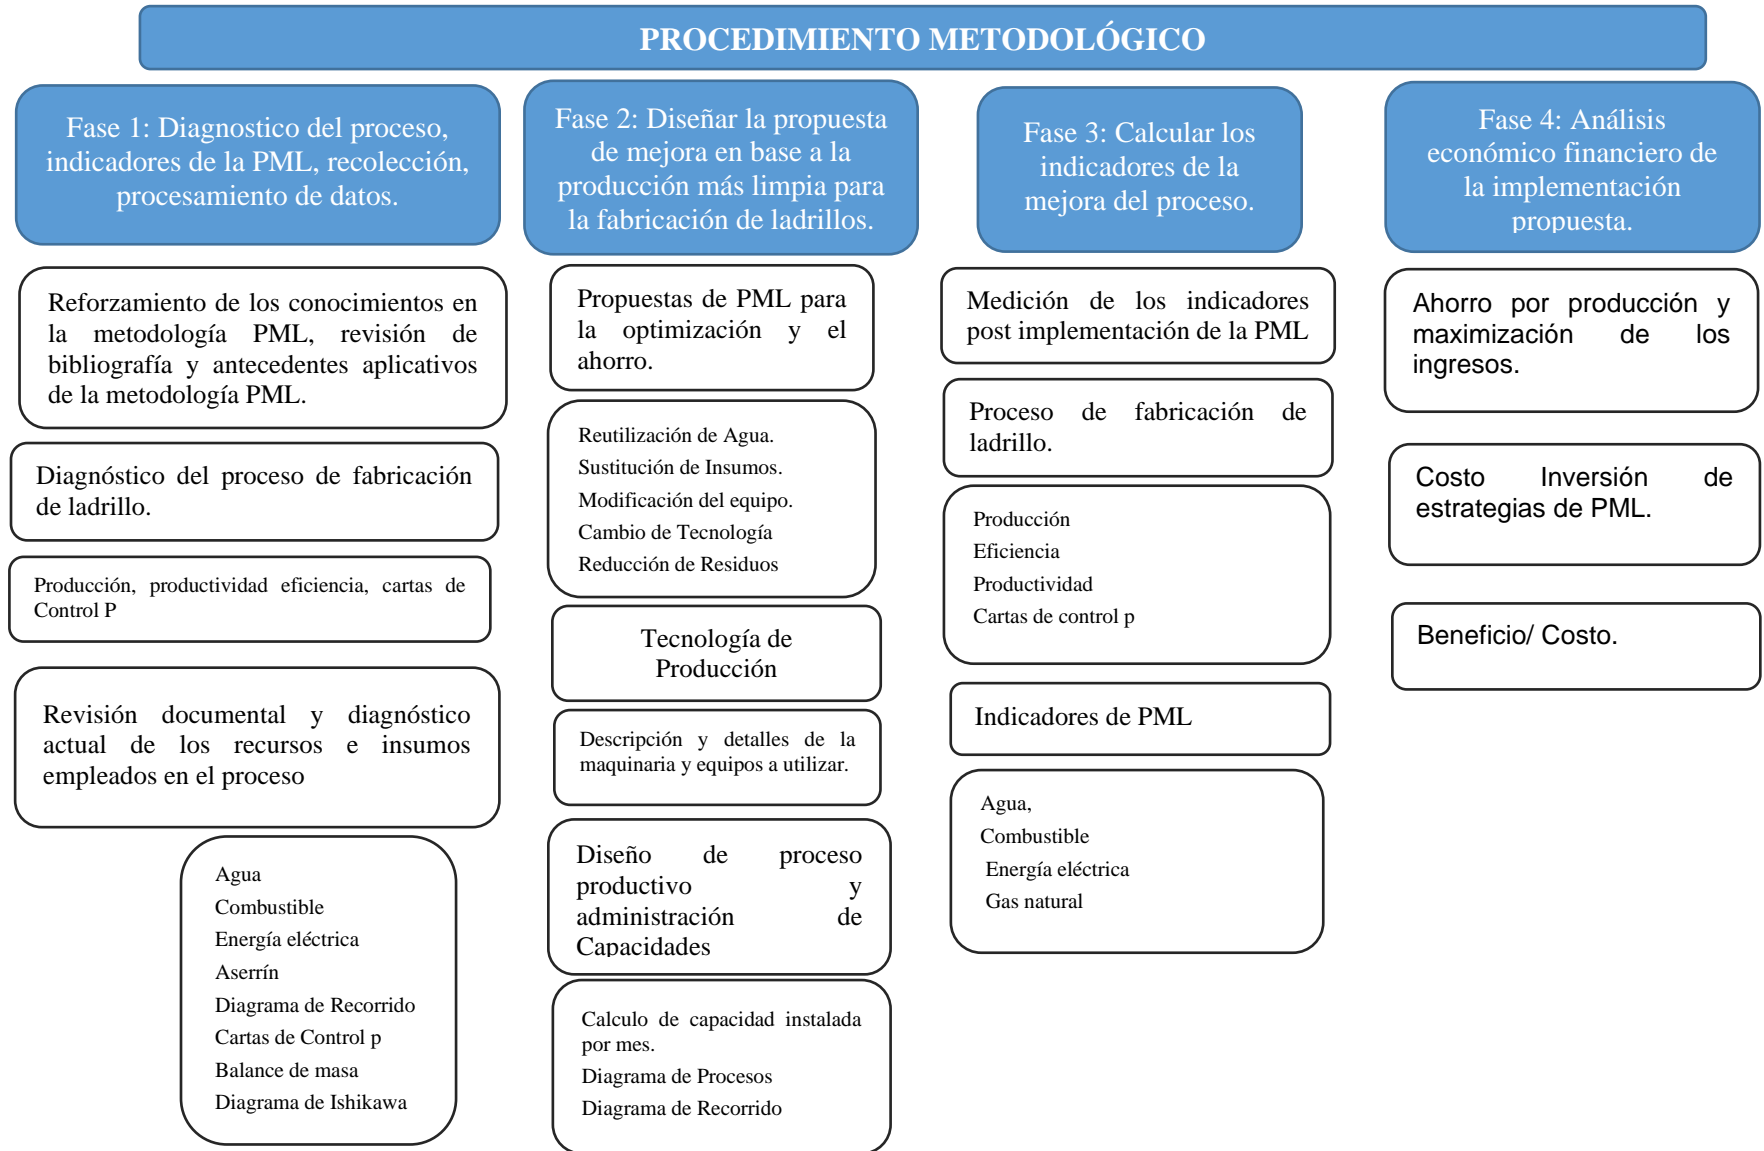 PROCEDIMIENTO METODOLÓGICO
Fase 1: Diagnostico del proceso,
indicadores de la PML, recolección,
procesamiento de datos.
Reforzamiento de los conocimientos en
la metodología PML, revisión de
bibliografía y antecedentes aplicativos
de la metodología PML.
Diagnóstico del proceso de fabricación
de ladrillo.
Producción, productividad eficiencia, cartas de
Control P
Revisión documental y diagnóstico
actual de los recursos e insumos
empleados en el proceso
Agua
Combustible
Energía eléctrica
Aserrín
Diagrama de Recorrido
Cartas de Control p
Balance de masa
Diagrama de Ishikawa
Fase 2: Diseñar la propuesta
de mejora en base a la
producción más limpia para
la fabricación de ladrillos.
Propuestas de PML para
la optimización y el
ahorro.
Reutilización de Agua.
Sustitución de Insumos.
Modificación del equipo.
Cambio de Tecnología
Reducción de Residuos
Tecnología de
Producción
Descripción y detalles de la
maquinaria y equipos a utilizar.
Diseño de proceso
productivo y
administración de
Capacidades
Calculo de capacidad instalada
por mes.
Diagrama de Procesos
Diagrama de Recorrido
Fase 3: Calcular los
indicadores de la
mejora del proceso.
Medición de los indicadores
post implementación de la PML
Proceso de fabricación de
ladrillo.
Producción
Eficiencia
Productividad
Cartas de control p
Indicadores de PML
Agua,
Combustible
Energía eléctrica
Gas natural
Fase 4: Análisis
económico financiero de
la implementación
propuesta.
Ahorro por producción y
maximización de los
ingresos.
Costo Inversión de
estrategias de PML.
Beneficio/ Costo.